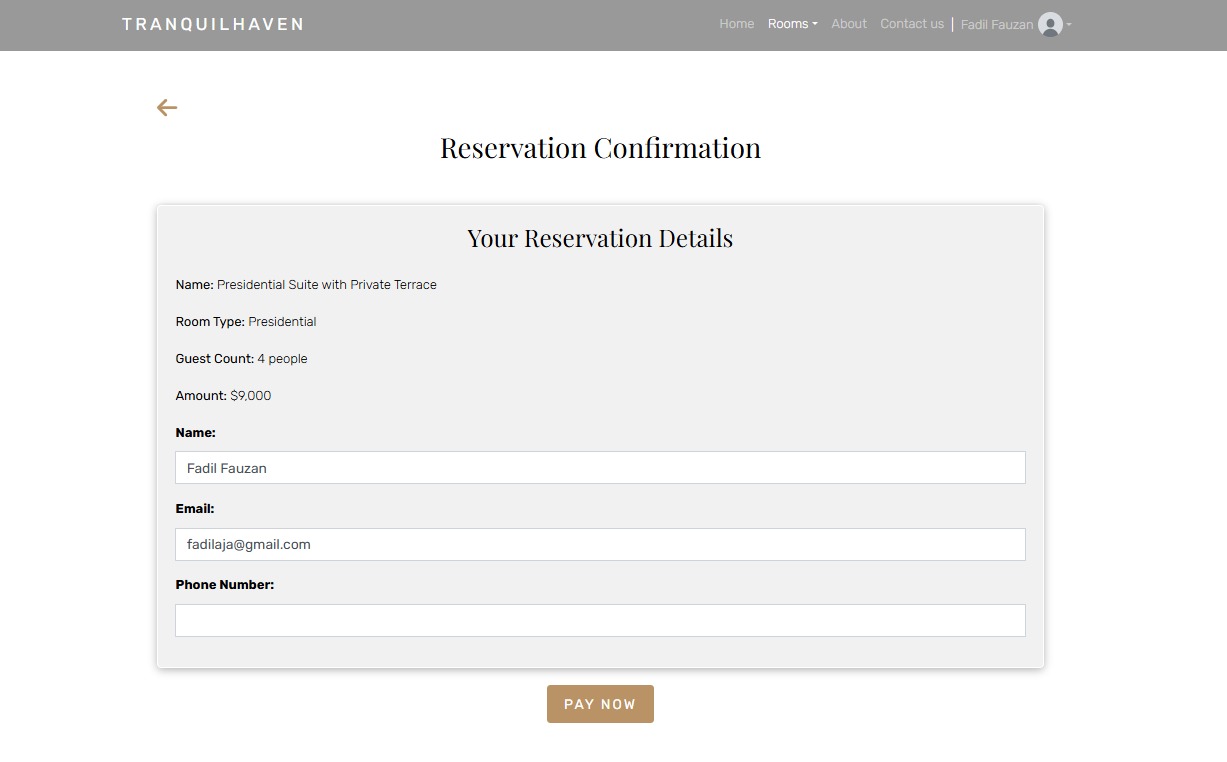 TRANQUILHAVEN
Home Rooms About Contact us | Fadil Fauzan
Reservation Confirmation
Your Reservation Details
Name: Presidential Suite with Private Terrace
Room Type: Presidential
Guest Count: 4 people
Amount: $9,000
Name:
Fadil Fauzan
Email:
fadilaja@gmail.com
Phone Number:
PAY NOW